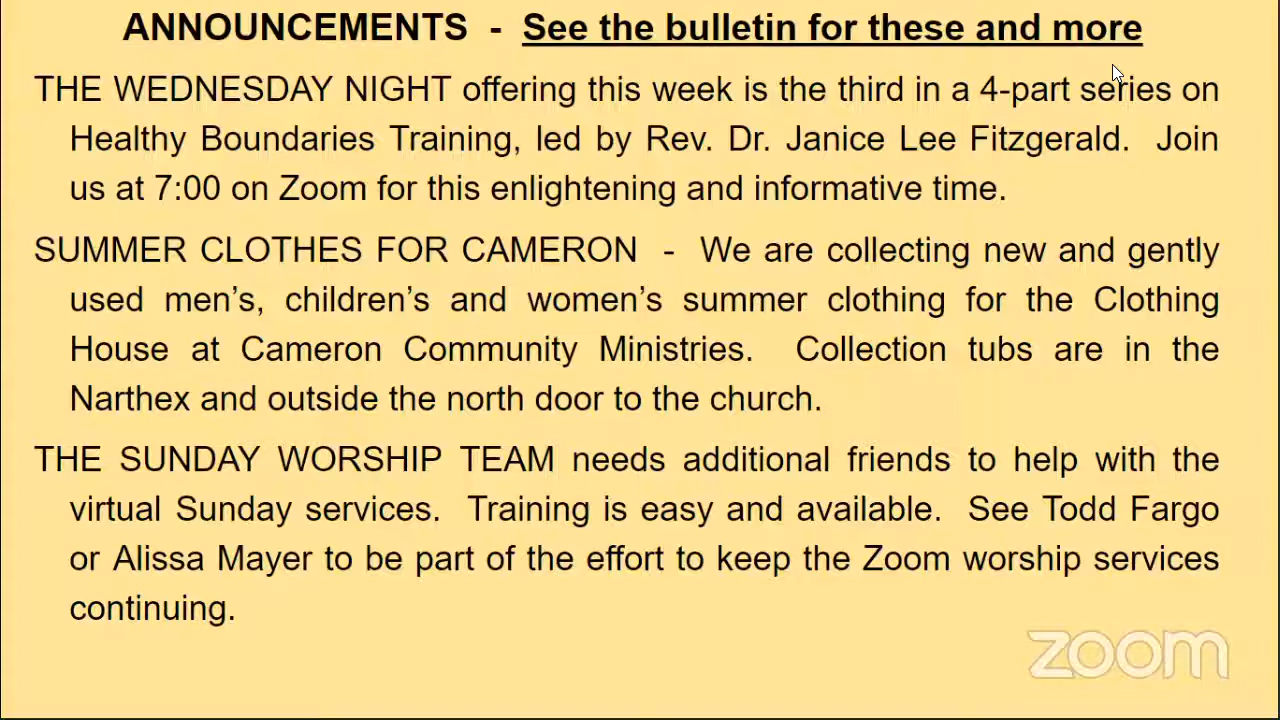 ANNOUNCEMENTS - See the bulletin for these and more
THE WEDNESDAY NIGHT offering this week is the third in a 4-part series on
Healthy Boundaries Training, led by Rev. Dr. Janice Lee Fitzgerald. Join
us at 7:00 on Zoom for this enlightening and informative time.
SUMMER CLOTHES FOR CAMERON - We are collecting new and gently
used men’s, children’s and women’s summer clothing for the Clothing
House at Cameron Community Ministries. Collection tubs are in the
Narthex and outside the north door to the church.
THE SUNDAY WORSHIP TEAM needs additional friends to help with the
virtual Sunday services. Training is easy and available. See Todd Fargo
or Alissa Mayer to be part of the effort to keep the Zoom worship services
continuing.
zoom